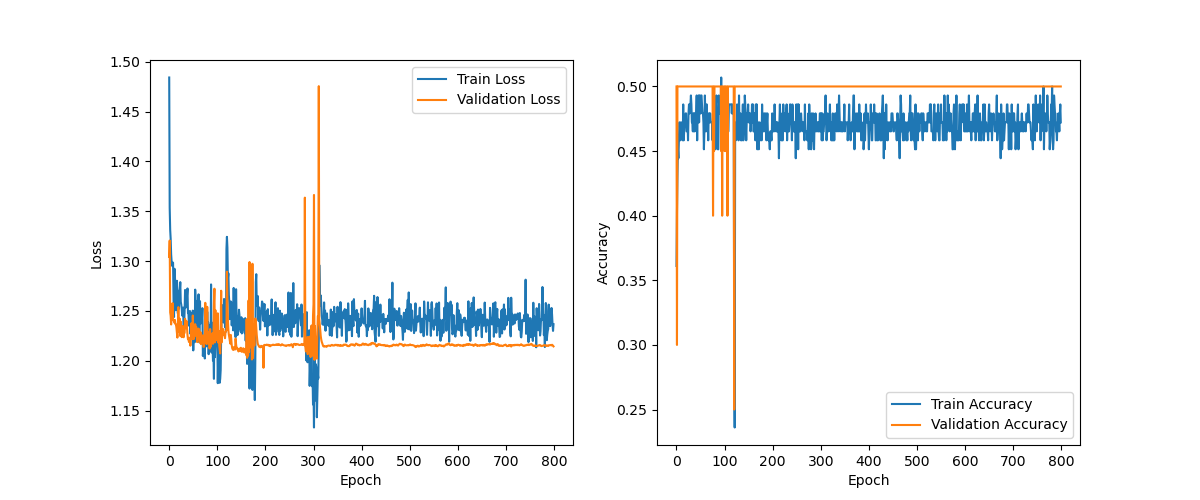 1.50
1.45
1.40
1.35
1.30
1.25
1.20
1.15
Loss
0 100 200 300 400 500 600 700 800
Epoch
Train Loss
Validation Loss
0.50
0.45
0.40
0.35
0.30
0.25
Accuracy
0 100 200 300 400 500 600 700 800
Epoch
Train Accuracy
Validation Accuracy